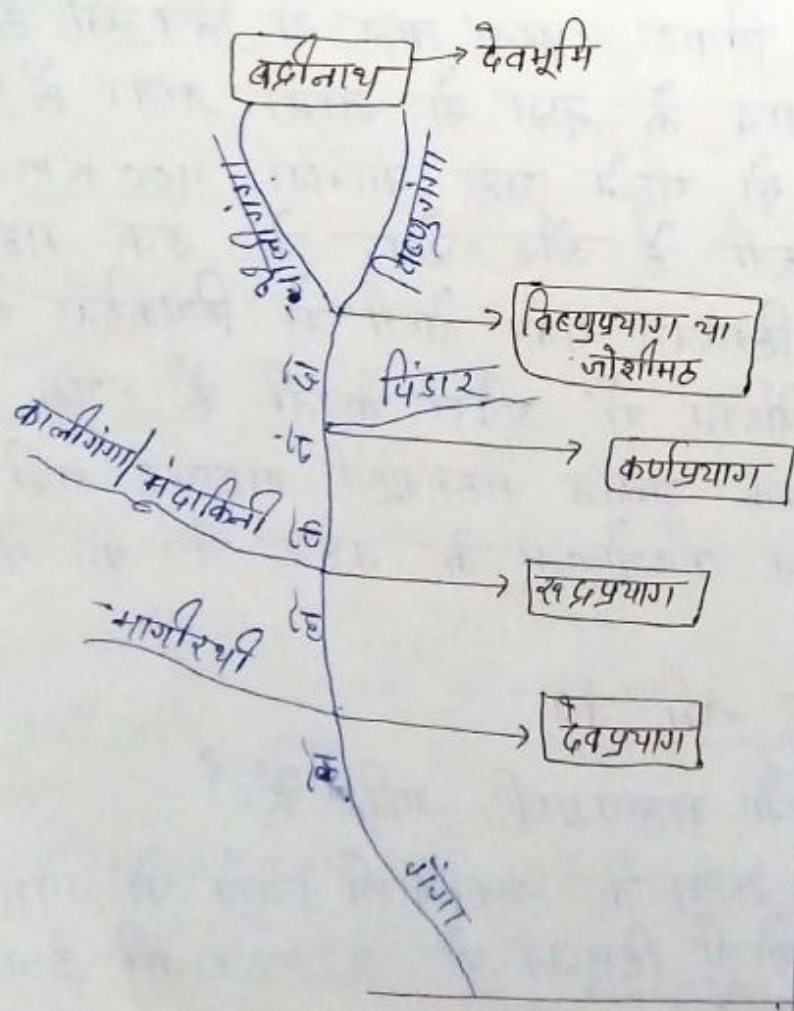 बद्रीनाथ → देवभूमि
धौलीगंगा
विष्णुगंगा
विष्णुप्रयाग या
जोशीमठ
पिंडार
कर्णप्रयाग
कालीगंगा/मंदाकिनी
रुद्रप्रयाग
भागीरथी
देवप्रयाग
गंगा